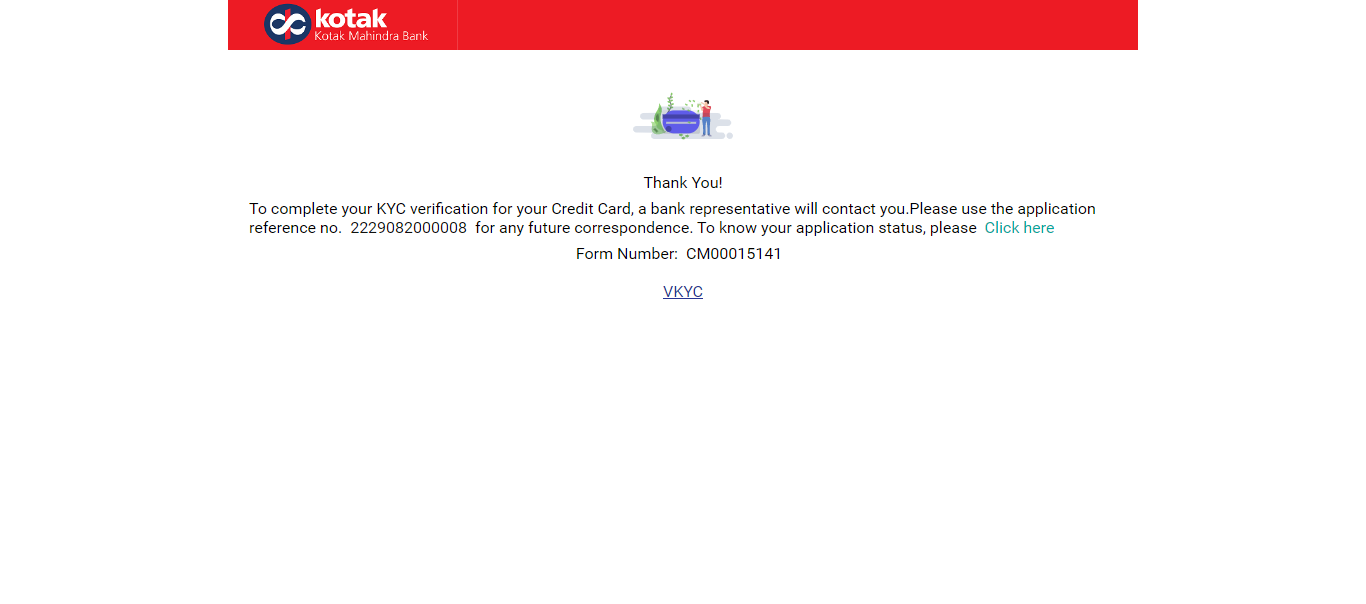 kotak
Kotak Mahindra Bank
Thank You!
To complete your KYC verification for your Credit Card, a bank representative will contact you.Please use the application
reference no. 2229082000008 for any future correspondence. To know your application status, please Click here
Form Number: CM00015141
VKYC